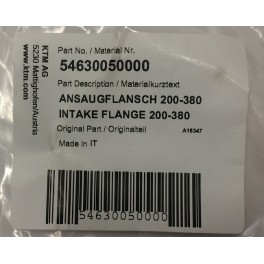 KTM AG
5230 Mattighofen/Austria
www.ktm.com
Part No. / Material Nr.
54630050000
Part Description / Materialkurztext
ANSAUGFLANSCH 200-380
INTAKE FLANGE 200-380
Original Part / Originalteil
A16347
Made in IT
54630050000